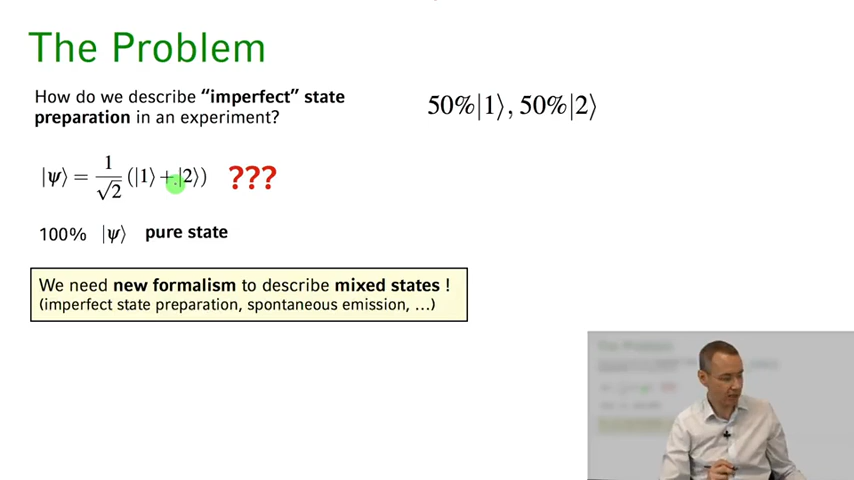 The Problem
How do we describe “imperfect” state
preparation in an experiment?
50%|1⟩, 50%|2⟩
|ψ⟩ = 1/√2 (|1⟩ + |2⟩) ???
100% |ψ⟩ pure state
We need new formalism to describe mixed states !
(imperfect state preparation, spontaneous emission, …)